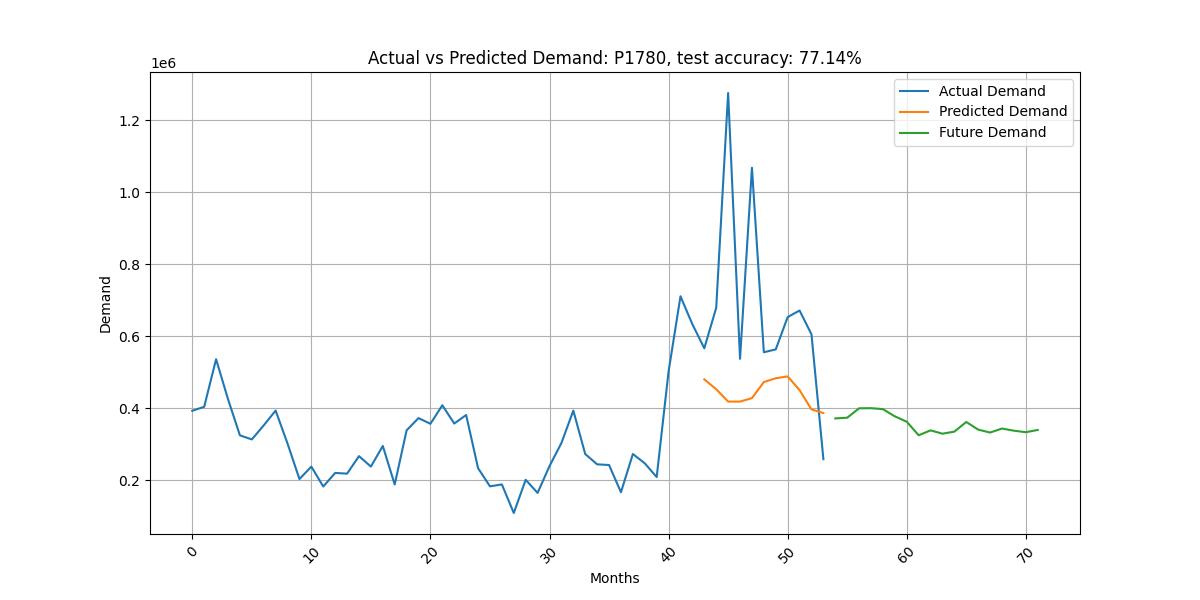 Actual vs Predicted Demand: P1780, test accuracy: 77.14%
1e6
Actual Demand
Predicted Demand
Future Demand
1.2
1.0
0.8
0.6
0.4
0.2
Demand
0 10 20 30 40 50 60 70
Months